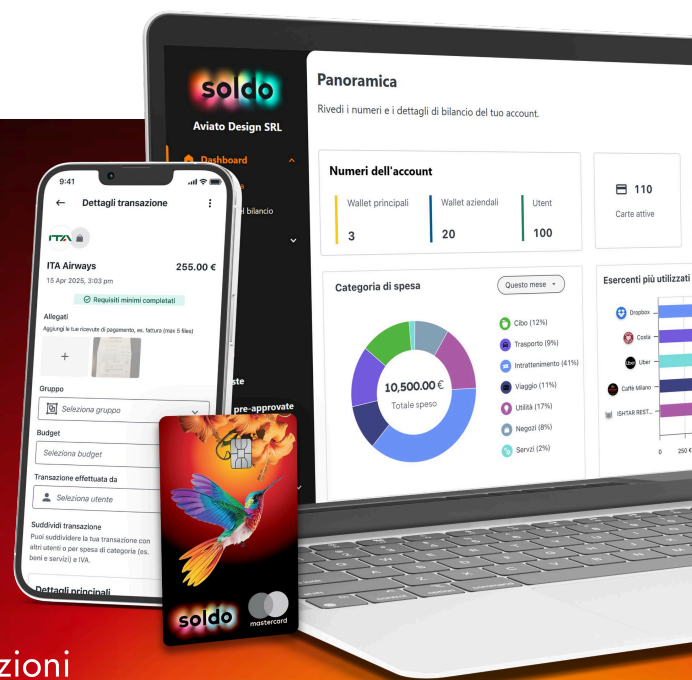 soldo
Aviato Design SRL
Dashboard
el bilancio
ste
pre-approvate
Panoramica
Rivedi i numeri e i dettagli di bilancio del tuo account.
Numeri dell'account
Wallet principali
3
Wallet aziendali
20
Utent
100
110
Carte attive
Categoria di spesa
Questo mese
10,500.00 €
Totale speso
Cibo (12%)
Trasporto (9%)
Intrattenimento (41%)
Viaggio (11%)
Utilità (17%)
Negozi (8%)
Servzi (2%)
Esercenti più utilizzati
Dropbox
Costa
Uber
Uber
Caffè Milano
ISHTAR REST...
0
250 €
9:41
Dettagli transazione
ITA
ITA Airways
255.00 €
15 Apr 2025, 3:03 pm
Requisiti minimi completati
Allegati
Aggiungi le tue ricevute di pagamento, es. fattura (max 5 files)
Gruppo
Seleziona gruppo
Budget
Seleziona budget
Transazione effettuata da
Seleziona utente
Suddividi transazione
Puoi suddividere la tua transazione con
altri utenti o per spesa di categoria (es.
beni e servizi) e IVA.
Dettagli principali
soldo
mastercard
zioni